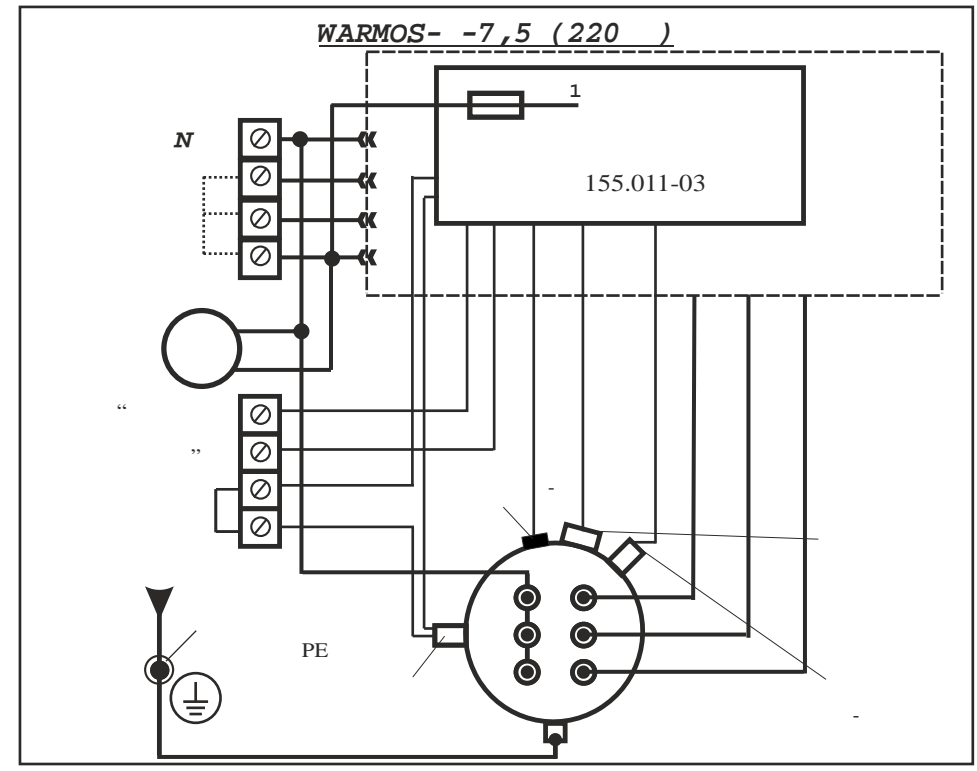 WARMOS- -7,5 (220 )
1
N
155.011-03
“
”
-
PE
-